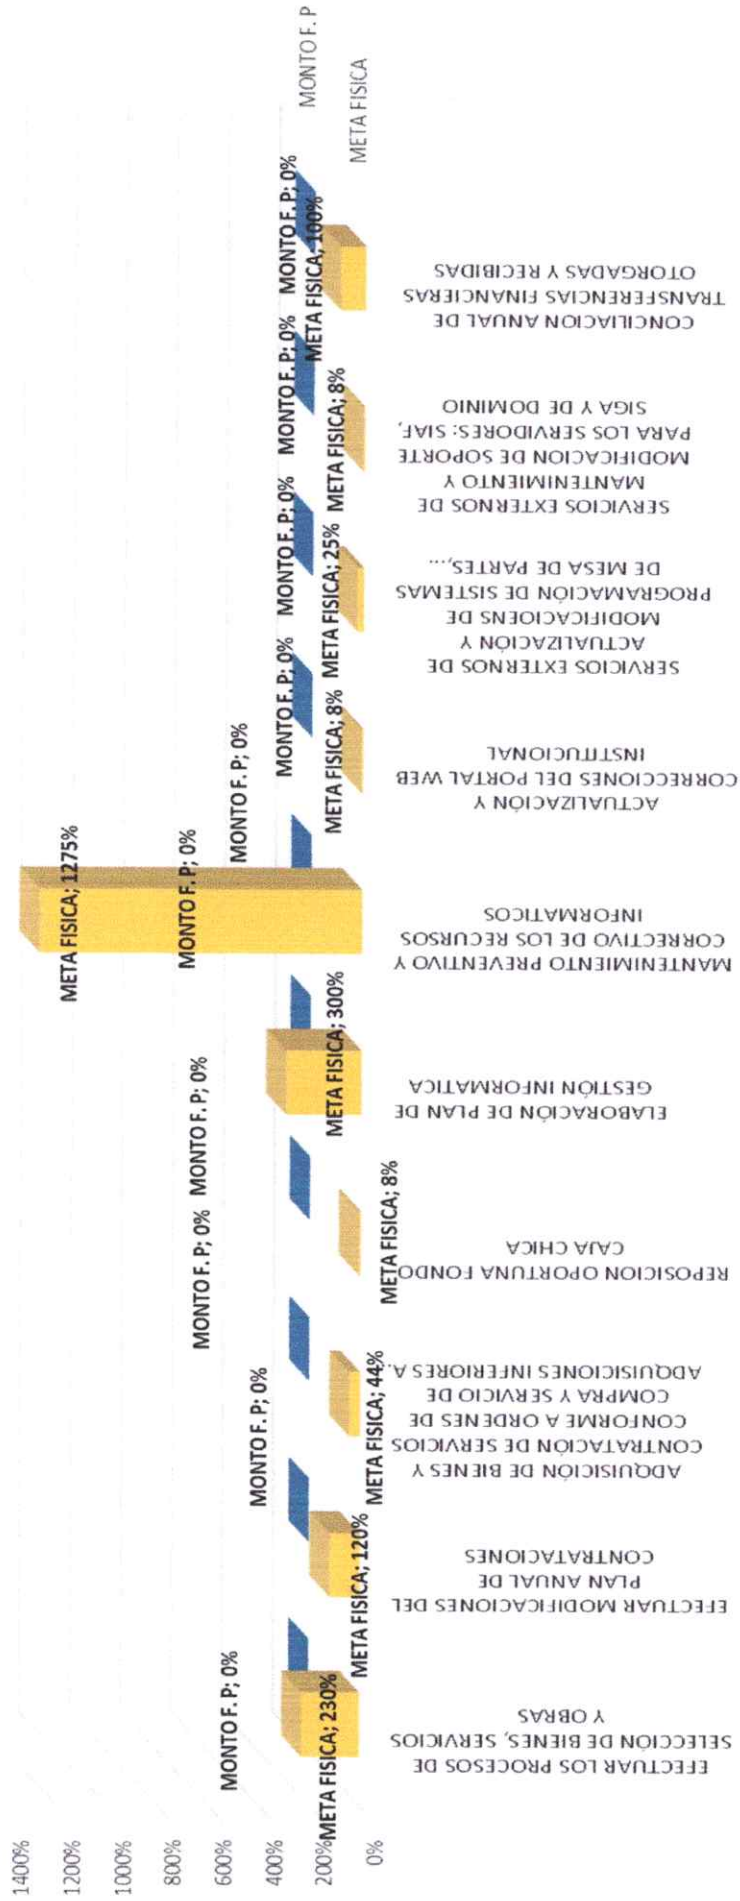 1400%
1200%
1000%
800%
600%
400%
200%
0%
MONTO F. P; 0%
META FISICA; 230%
META FISICA; 120%
MONTO F. P; 0%
META FISICA; 44%
MONTO F. P; 0%
META FISICA; 8%
MONTO F. P; 0%
META FISICA; 300%
META FISICA; 1275%
MONTO F. P; 0%
MONTO F. P; 0%
META FISICA; 8%
MONTO F. P; 0%
META FISICA; 25%
MONTO F. P; 0%
META FISICA; 8%
MONTO F. P; 0%
META FISICA; 100%
MONTO F. P; 0%
MONTO F. P
META FISICA
EFECTUAR LOS PROCESOS DE
SELECCIÓN DE BIENES, SERVICIOS
Y OBRAS
EFECTUAR MODIFICACIONES DEL
PLAN ANUAL DE
CONTRATACIONES
ADQUISICIÓN DE BIENES Y
CONTRATACIÓN DE SERVICIOS
CONFORME A ORDENES DE
COMPRA Y SERVICIO DE
ADQUISICIONES INFERIORES A...
REPOSICION OPORTUNA FONDO
CAJA CHICA
ELABORACIÓN DE PLAN DE
GESTIÓN INFORMATICA
MANTENIMIENTO PREVENTIVO Y
CORRECTIVO DE LOS RECURSOS
INFORMATICOS
ACTUALIZACIÓN Y
CORRECCIONES DEL PORTAL WEB
INSTITUCIONAL
SERVICIOS EXTERNOS DE
ACTUALIZACIÓN Y
MODIFICACIOENS DE
PROGRAMACIÓN DE SISTEMAS
DE MESA DE PARTES,...
SERVICIOS EXTERNOS DE
MANTENIMIENTO Y
MODIFICACION DE SOPORTE
PARA LOS SERVIDORES: SIAF,
SIGA Y DE DOMINIO
CONCILIACION ANUAL DE
TRANSFERENCIAS FINANCIERAS
OTORGADAS Y RECIBIDAS